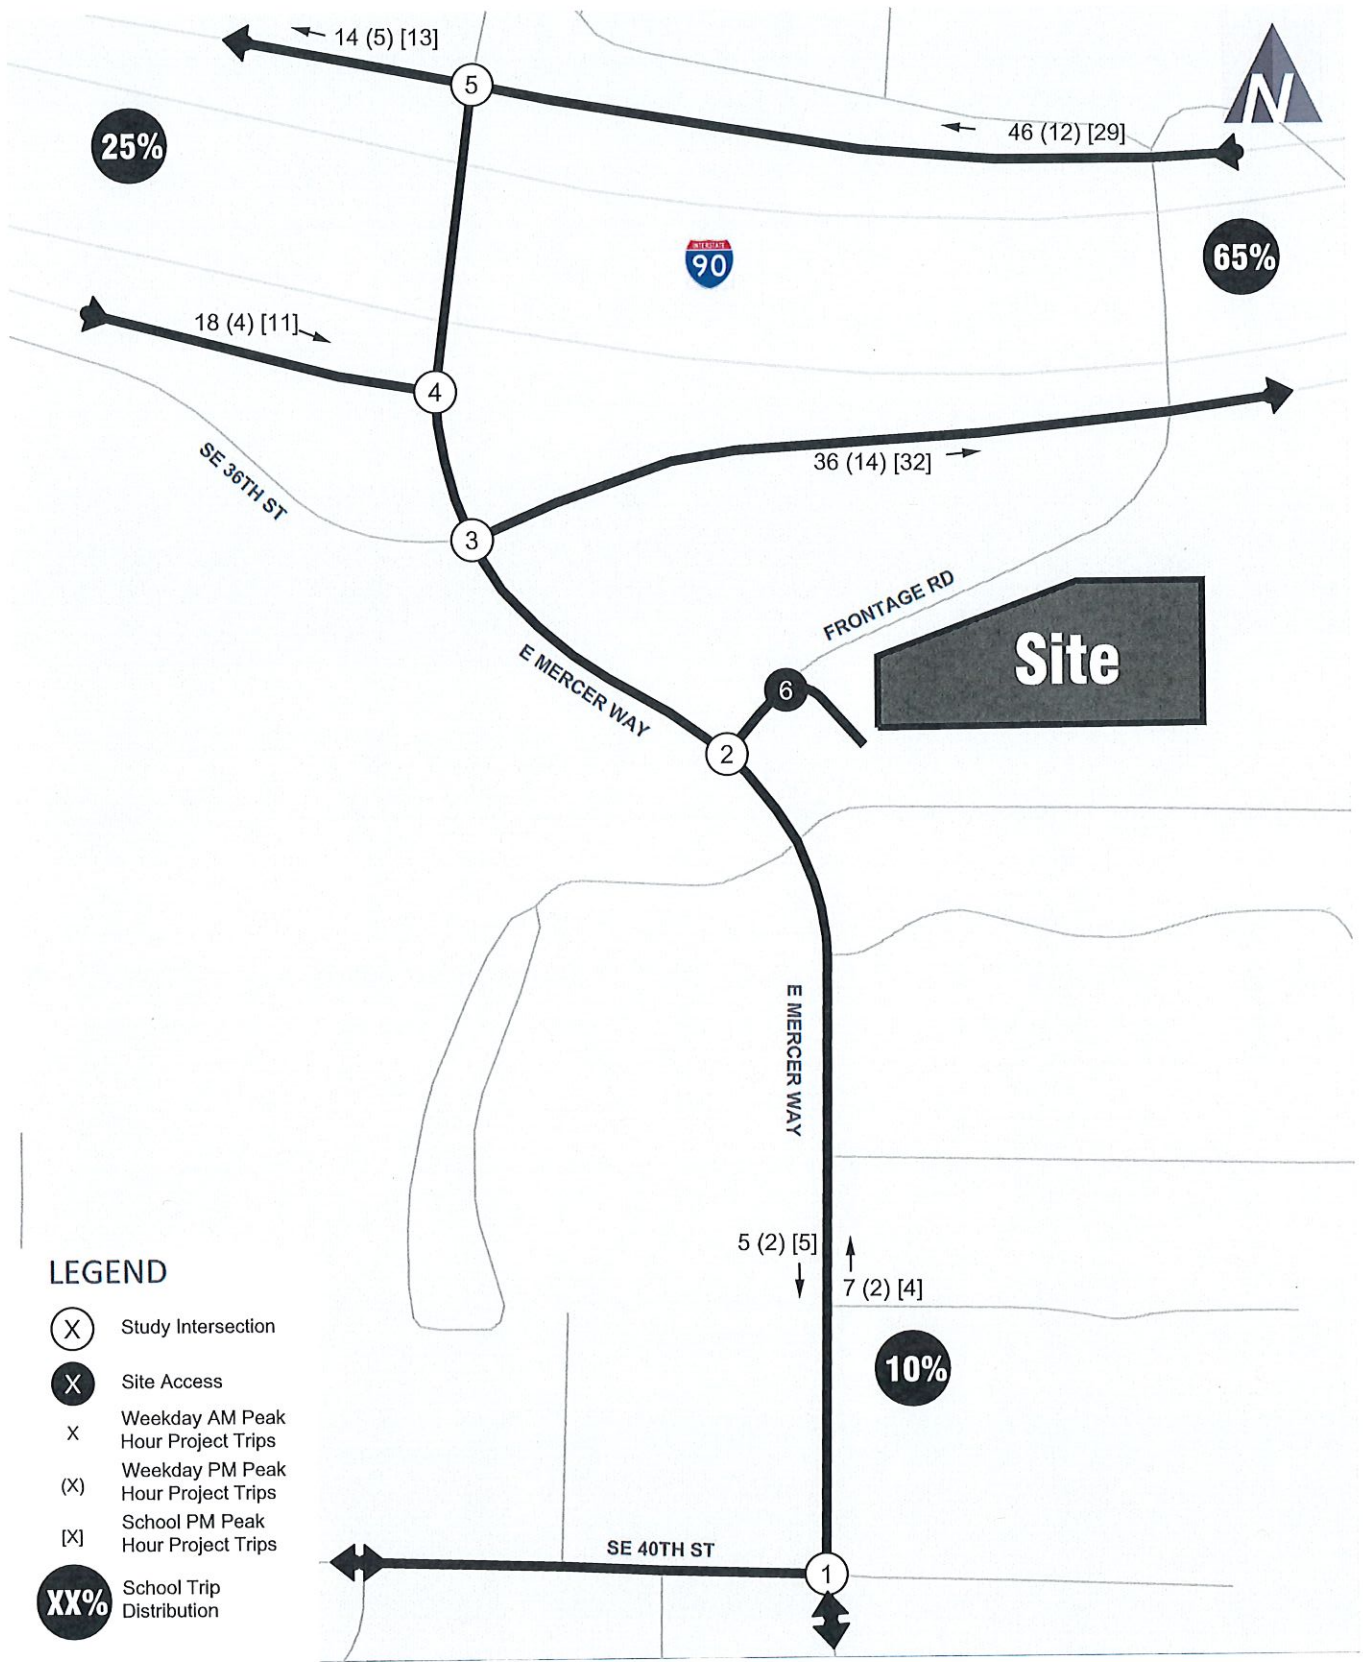 14 (5) [13]
5
N
46 (12) [29]
25%
INTERSTATE
90
65%
18 (4) [11]
4
36 (14) [32]
SE 36TH ST
3
FRONTAGE RD
Site
E MERCER WAY
6
2
E MERCER WAY
5 (2) [5]
7 (2) [4]
10%
LEGEND
X Study Intersection
X Site Access
X Weekday AM Peak
Hour Project Trips
(X) Weekday PM Peak
Hour Project Trips
[X] School PM Peak
Hour Project Trips
XX% School Trip
Distribution
SE 40TH ST
1